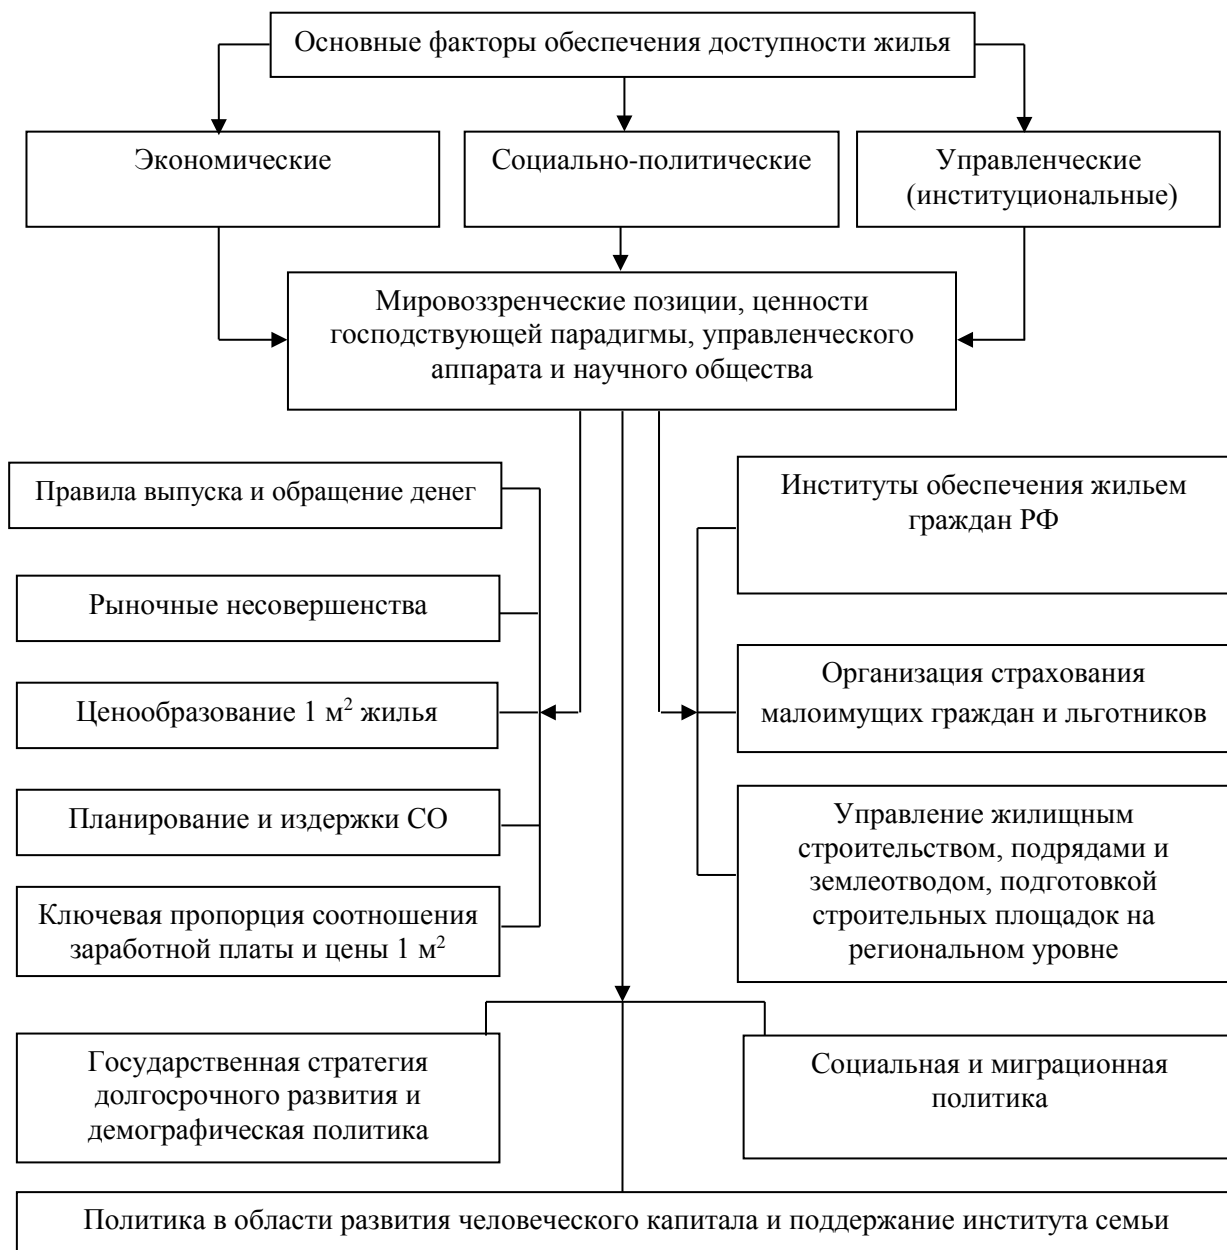 Основные факторы обеспечения доступности жилья
Экономические
Социально-политические
Управленческие
(институциональные)
Мировоззренческие позиции, ценности
господствующей парадигмы, управленческого
аппарата и научного общества
Правила выпуска и обращение денег
Рыночные несовершенства
Ценообразование 1 м² жилья
Планирование и издержки СО
Ключевая пропорция соотношения
заработной платы и цены 1 м²
Институты обеспечения жильем
граждан РФ
Организация страхования
малоимущих граждан и льготников
Управление жилищным
строительством, подрядами и
землеотводом, подготовкой
строительных площадок на
региональном уровне
Государственная стратегия
долгосрочного развития и
демографическая политика
Социальная и миграционная
политика
Политика в области развития человеческого капитала и поддержание института семьи